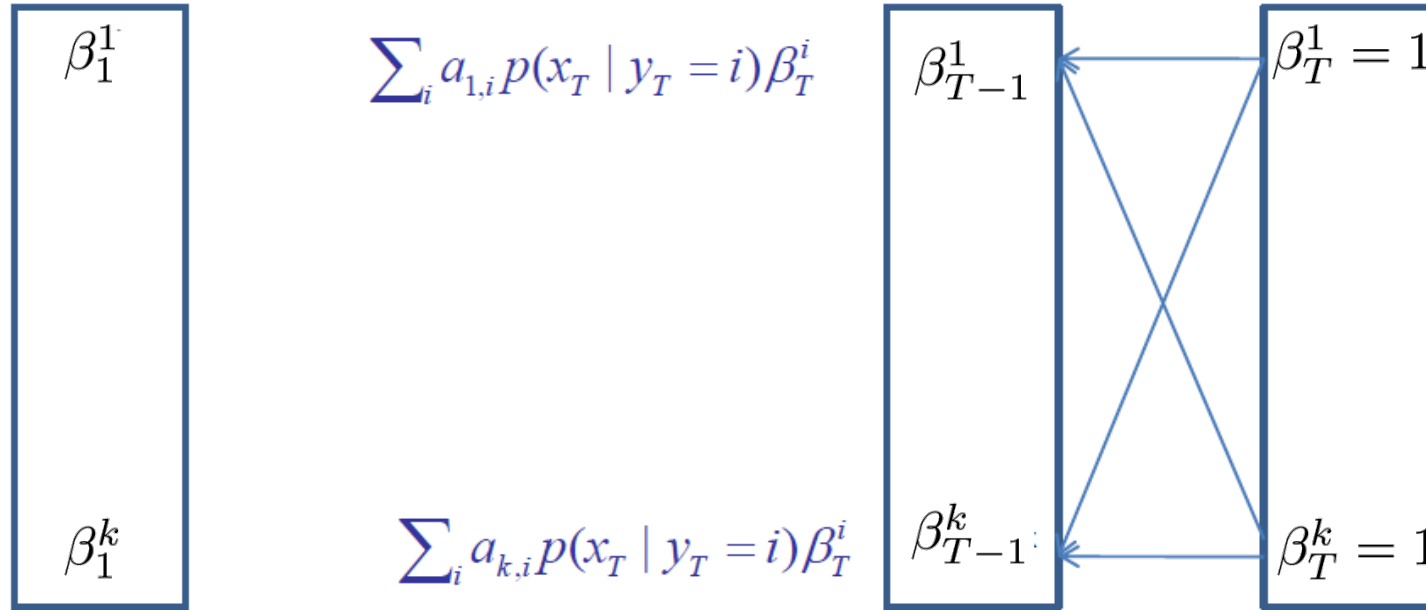 β_1^1 ∑_i a_{1,i} p(x_T | y_T = i) β_T^i β_{T-1}^1 β_T^1 = 1
β_1^k ∑_i a_{k,i} p(x_T | y_T = i) β_T^i β_{T-1}^k β_T^k = 1